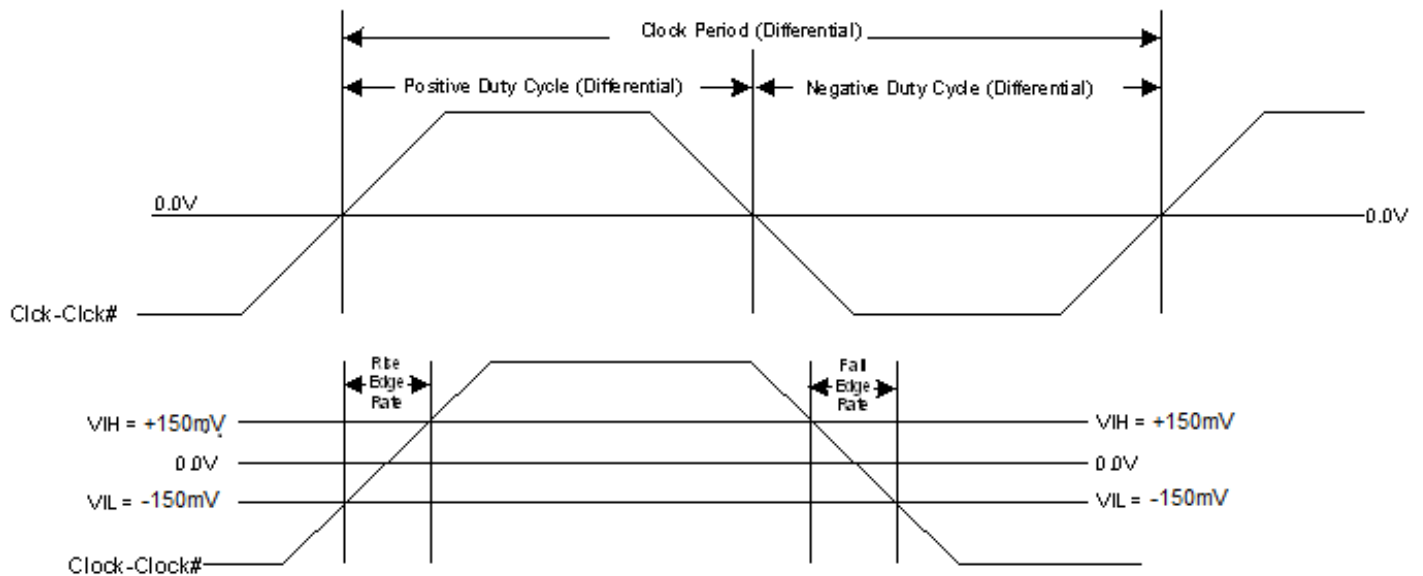 Clock Period (Differential)
Positive Duty Cycle (Differential)
Negative Duty Cycle (Differential)
0.0V
0.0V
Clck-Clck#
Rise
Edge
Rate
Fall
Edge
Rate
VIH = +150mV
VIH = +150mV
0.0V
0.0V
VIL = -150mV
VIL = -150mV
Clock-Clock#